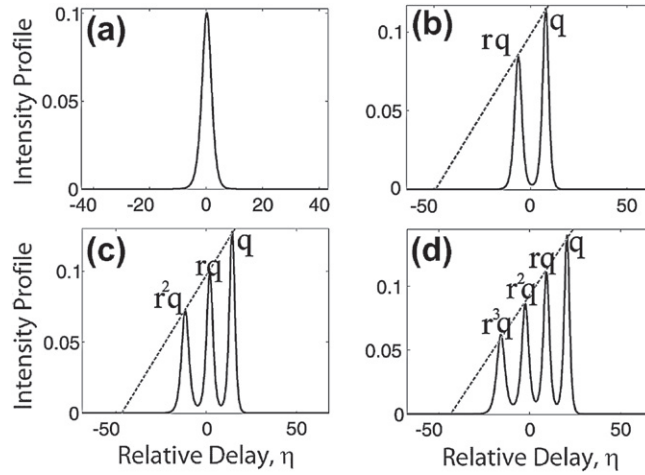 (a)
Intensity Profile
0.1
0.05
0
-40
-20
0
20
40
(b)
rq
q
0.1
0.05
0
-50
0
50
(c)
Intensity Profile
r²q
rq
q
0.1
0.05
0
-50
0
50
Relative Delay, η
(d)
r³q
r²q
rq
q
0.1
0.05
0
-50
0
50
Relative Delay, η